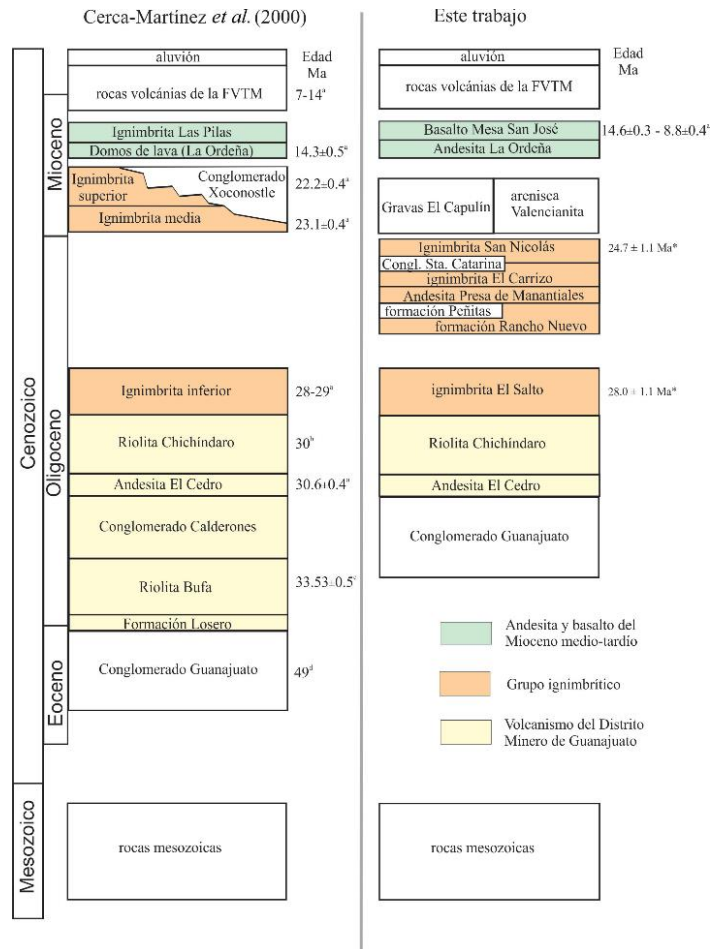 Cerca-Martínez et al. (2000)
Este trabajo
Cenozoico
Mesozoico
Mioceno
Oligoceno
Eoceno
Edad
Ma
aluvión
rocas volcánias de la FVTM
7-14ª
Ignimbrita Las Pilas
Domos de lava (La Ordeña)
14.3±0.5ª
Ignimbrita
superior
Conglomerado
Xoconostle
22.2±0.4ª
Ignimbrita media
23.1±0.4ª
Ignimbrita inferior
28-29ª
Riolita Chichíndaro
30ᵇ
Andesita El Cedro
30.6±0.4ª
Conglomerado Calderones
Riolita Bufa
33.53±0.5ᶜ
Formación Losero
Conglomerado Guanajuato
49ᵈ
rocas mesozoicas
Edad
Ma
aluvión
rocas volcánias de la FVTM
Basalto Mesa San José
14.6±0.3 - 8.8±0.4ª
Andesita La Ordeña
Gravas El Capulín
arenisca
Valencianita
Ignimbrita San Nicolás
24.7 ± 1.1 Ma*
Congl. Sta. Catarina
ignimbrita El Carrizo
Andesita Presa de Manantiales
formación Peñitas
formación Rancho Nuevo
ignimbrita El Salto
28.0 ± 1.1 Ma*
Riolita Chichíndaro
Andesita El Cedro
Conglomerado Guanajuato
Andesita y basalto del
Mioceno medio-tardío
Grupo ignimbrítico
Volcanismo del Distrito
Minero de Guanajuato
rocas mesozoicas